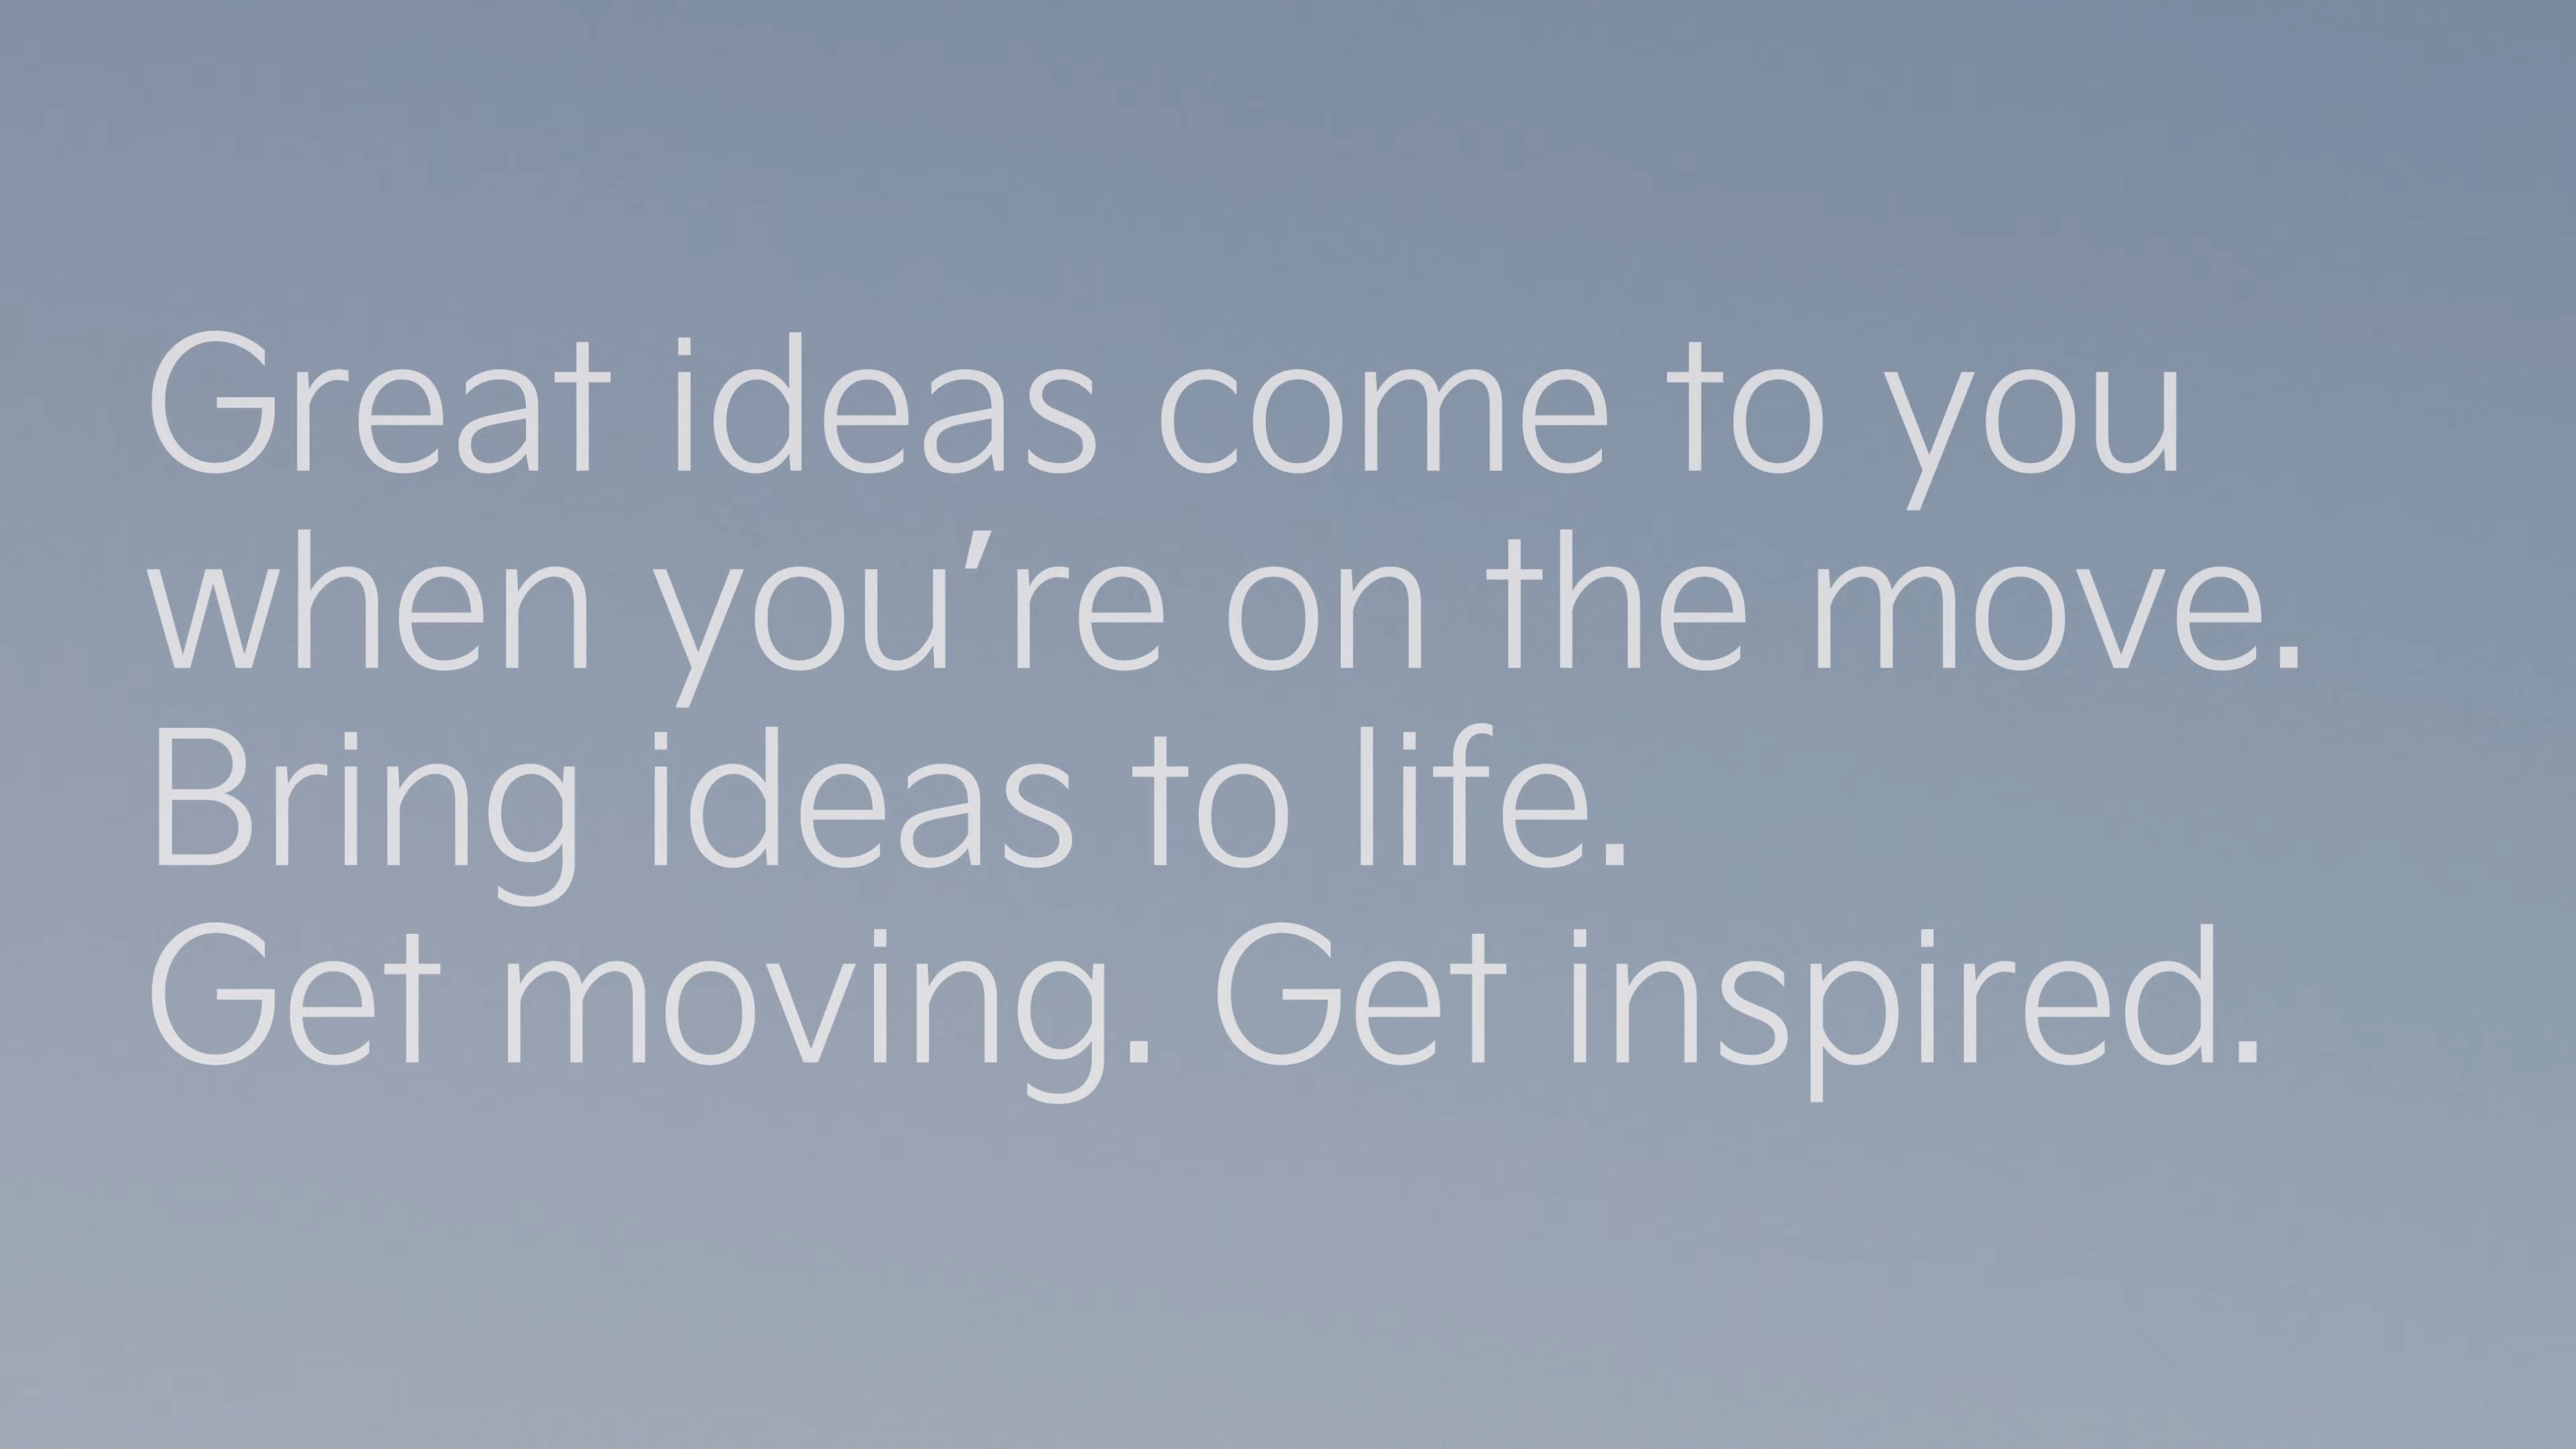 Great ideas come to you
when you’re on the move.
Bring ideas to life.
Get moving. Get inspired.